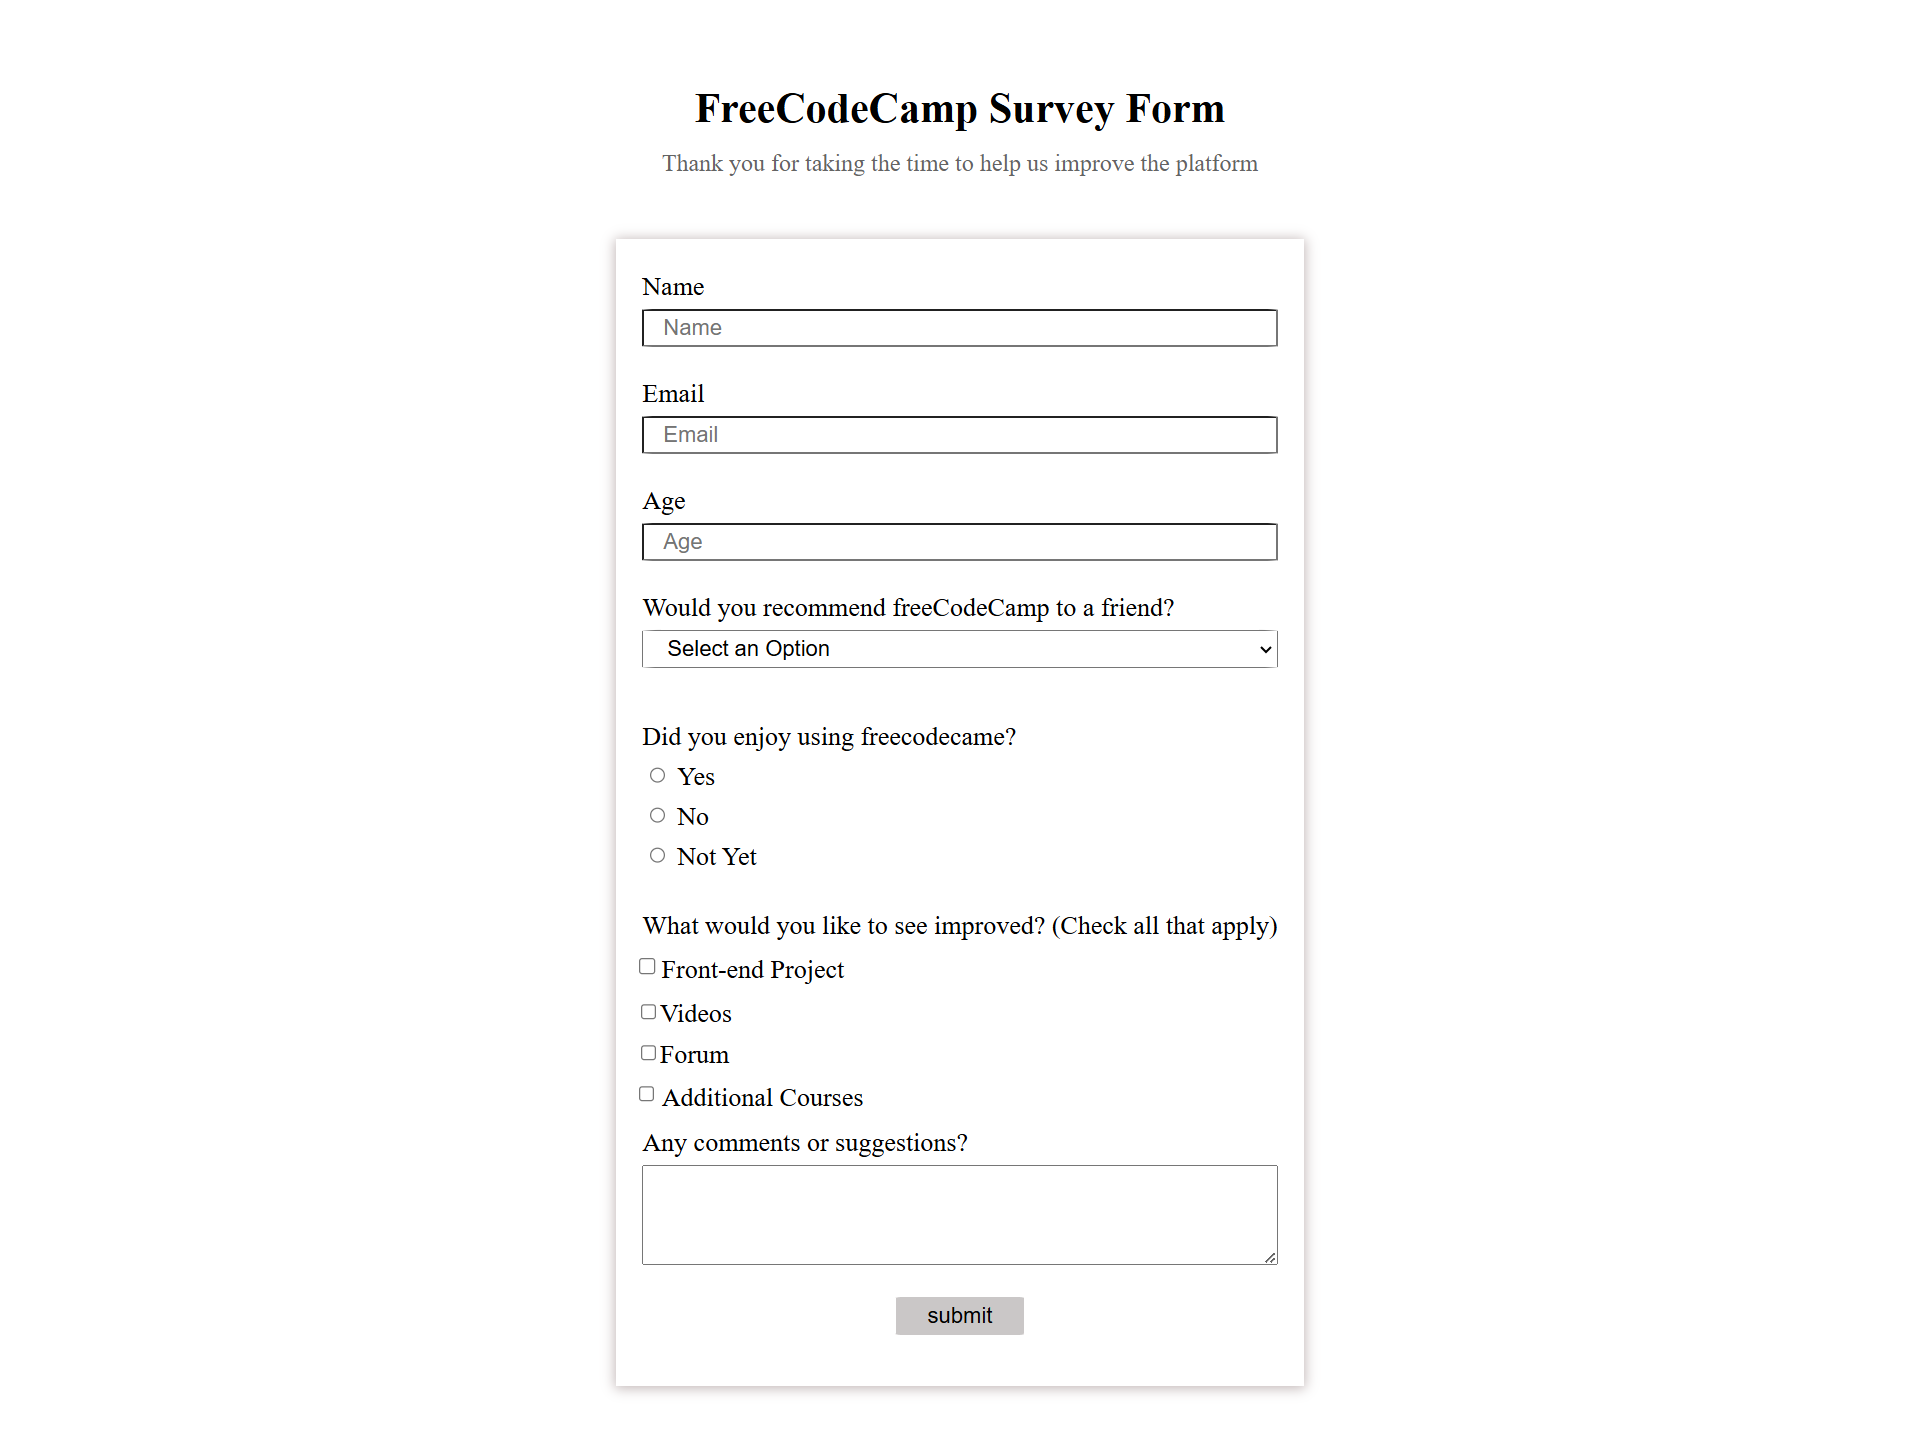 FreeCodeCamp Survey Form
Thank you for taking the time to help us improve the platform
Name
Name
Email
Email
Age
Age
Would you recommend freeCodeCamp to a friend?
Select an Option
Did you enjoy using freecodecame?
Yes
No
Not Yet
What would you like to see improved? (Check all that apply)
Front-end Project
Videos
Forum
Additional Courses
Any comments or suggestions?
submit